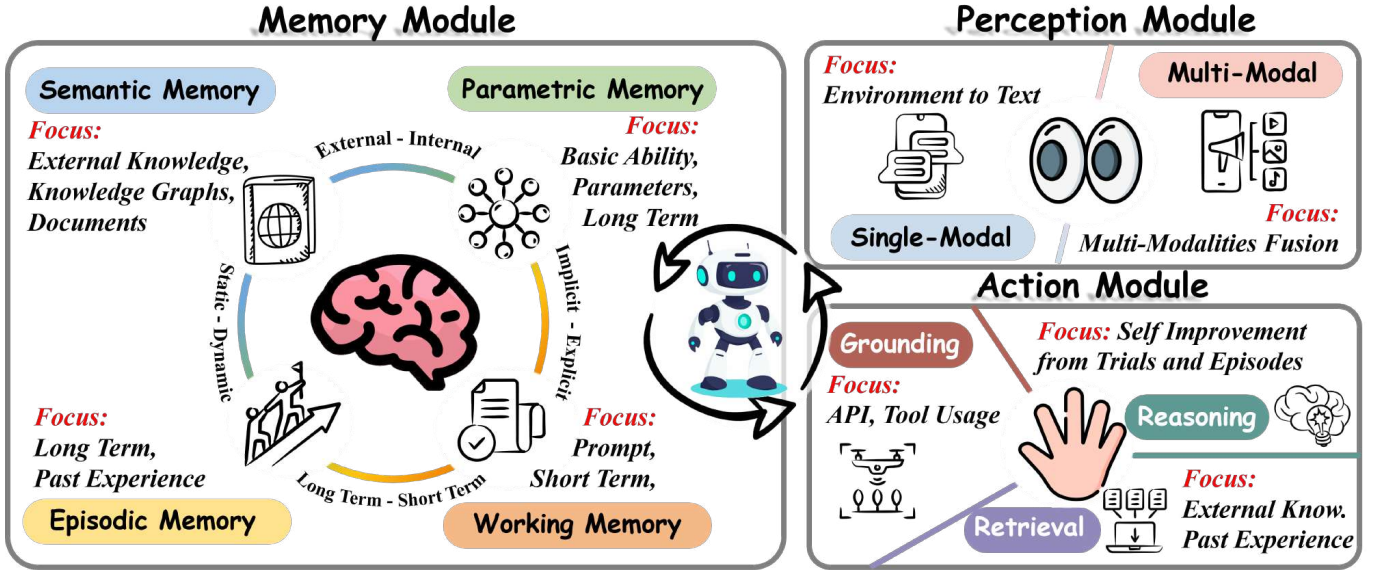 Memory Module
Semantic Memory
Focus:
External Knowledge,
Knowledge Graphs,
Documents
Parametric Memory
Focus:
Basic Ability,
Parameters,
Long Term
External - Internal
Static - Dynamic
Implicit - Explicit
Long Term - Short Term
Focus:
Long Term,
Past Experience
Episodic Memory
Focus:
Prompt,
Short Term,
Working Memory
Perception Module
Focus:
Environment to Text
Single-Modal
Multi-Modal
Focus:
Multi-Modalities Fusion
Action Module
Grounding
Focus:
API, Tool Usage
Focus: Self Improvement
from Trials and Episodes
Reasoning
Retrieval
Focus:
External Know.
Past Experience